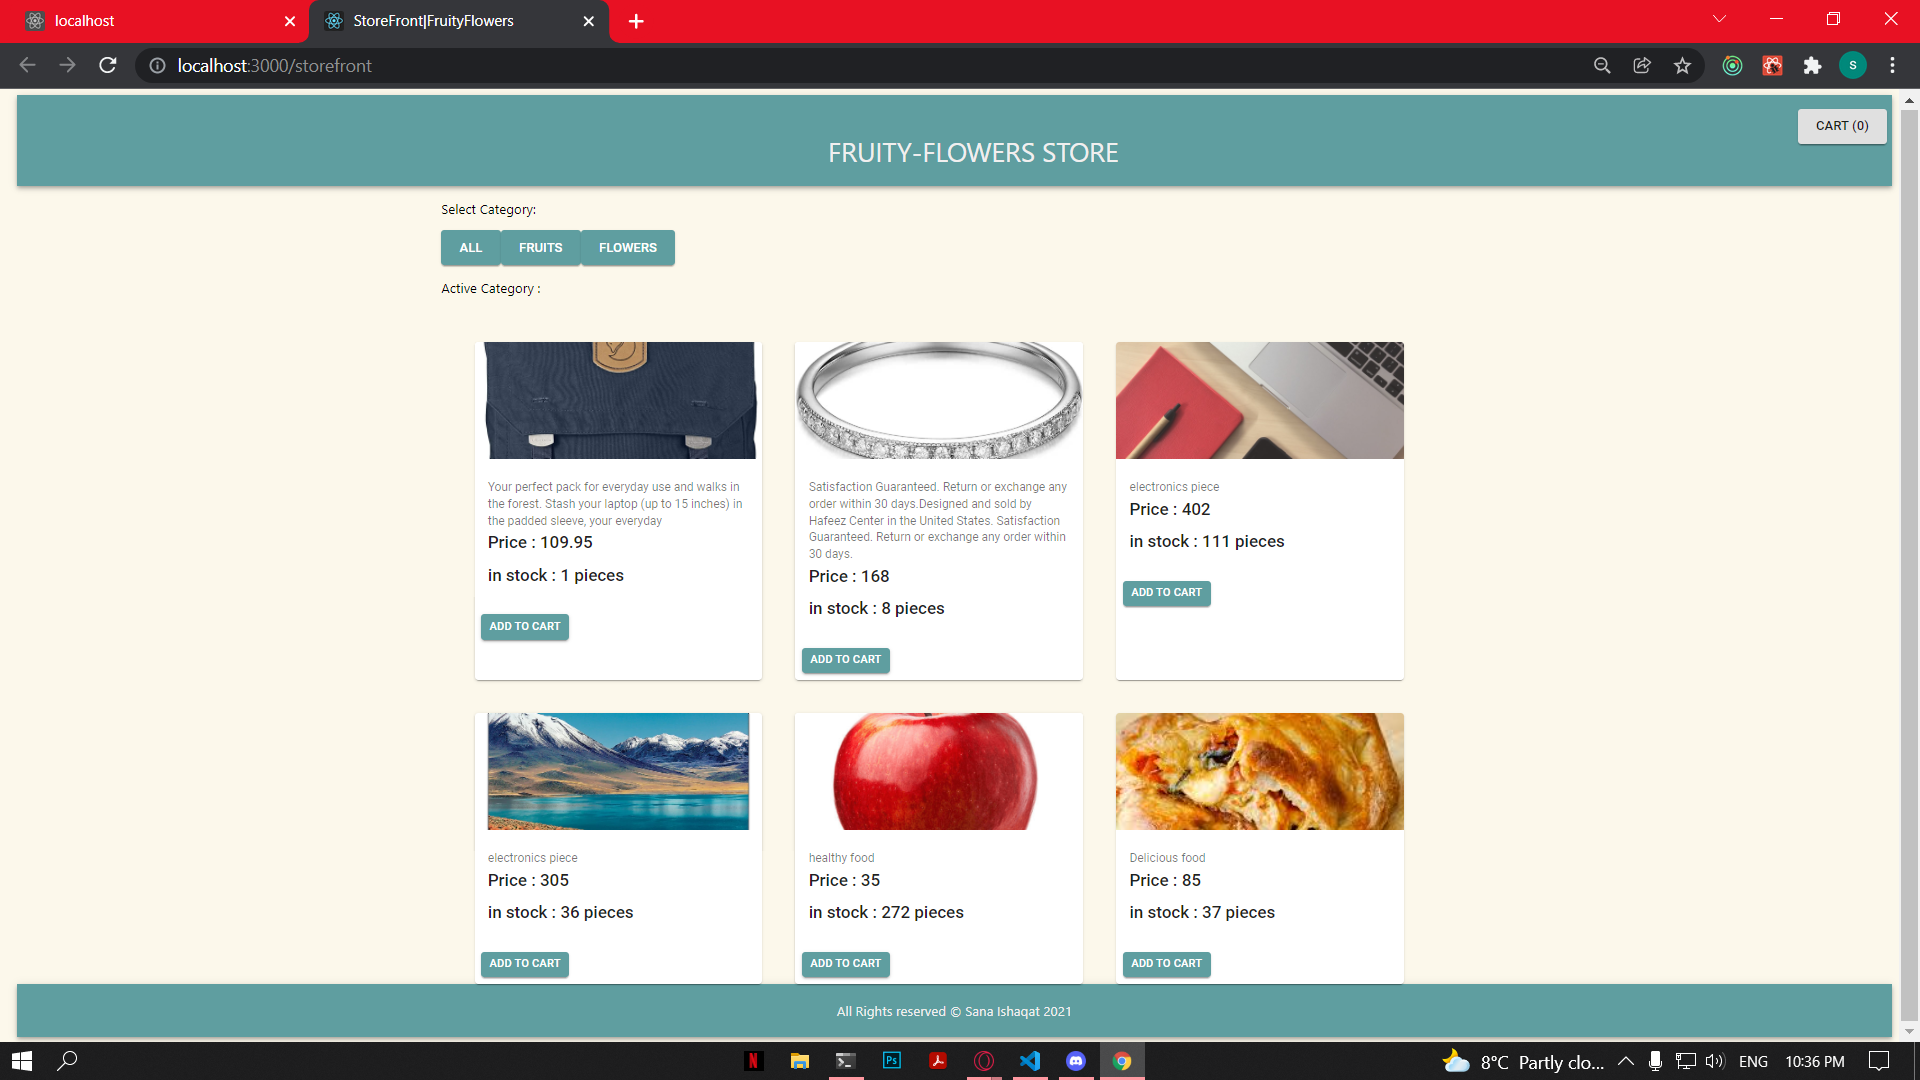 localhost
StoreFront|FruityFlowers
localhost:3000/storefront
S
CART (0)
FRUITY-FLOWERS STORE
Select Category:
ALL
FRUITS
FLOWERS
Active Category :
Your perfect pack for everyday use and walks in
the forest. Stash your laptop (up to 15 inches) in
the padded sleeve, your everyday
Price : 109.95
in stock : 1 pieces
ADD TO CART
Satisfaction Guaranteed. Return or exchange any
order within 30 days.Designed and sold by
Hafeez Center in the United States. Satisfaction
Guaranteed. Return or exchange any order within
30 days.
Price : 168
in stock : 8 pieces
ADD TO CART
electronics piece
Price : 402
in stock : 111 pieces
ADD TO CART
electronics piece
Price : 305
in stock : 36 pieces
ADD TO CART
healthy food
Price : 35
in stock : 272 pieces
ADD TO CART
Delicious food
Price : 85
in stock : 37 pieces
ADD TO CART
All Rights reserved © Sana Ishaqat 2021
N
Ps
8°C Partly clo...
ENG
10:36 PM